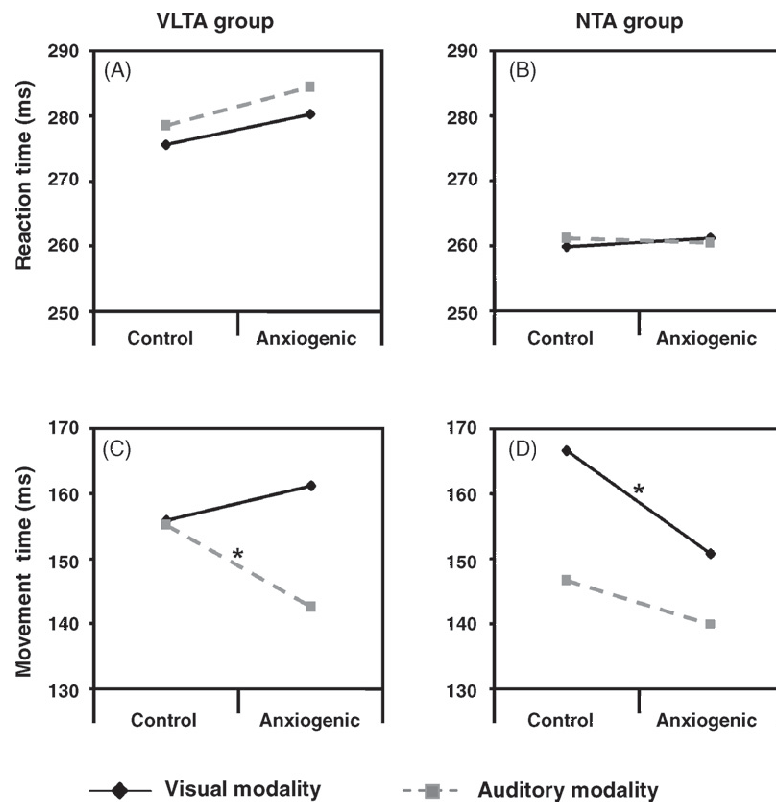 VLTA group
NTA group
Reaction time (ms)
290
280
270
260
250
(A)
Control
Anxiogenic
290
280
270
260
250
(B)
Control
Anxiogenic
Movement time (ms)
170
160
150
140
130
(C)
*
Control
Anxiogenic
170
160
150
140
130
(D)
*
Control
Anxiogenic
Visual modality
Auditory modality